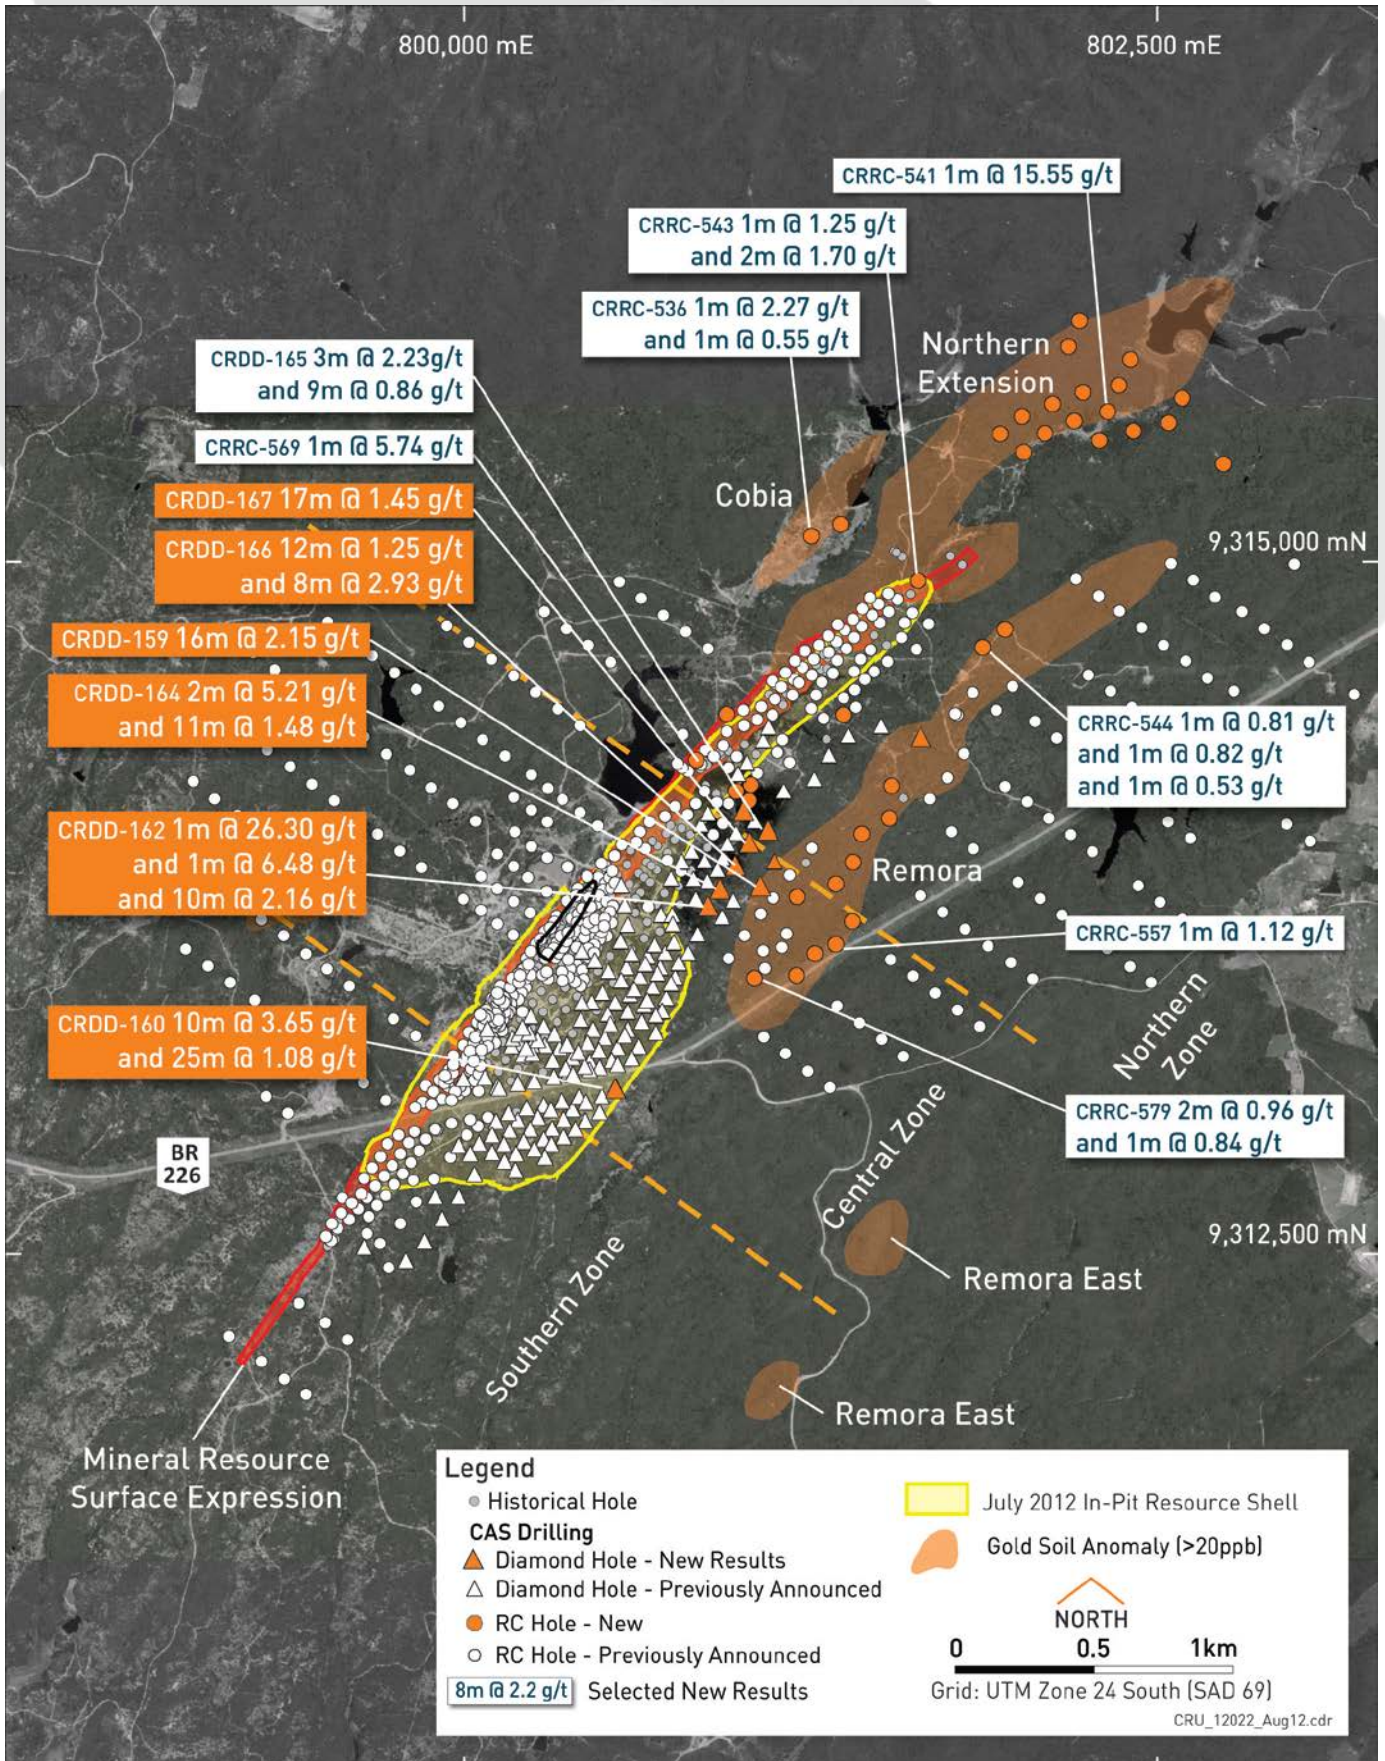 800,000 mE
802,500 mE
CRRC-541 1m @ 15.55 g/t
CRRC-543 1m @ 1.25 g/t
and 2m @ 1.70 g/t
CRRC-536 1m @ 2.27 g/t
and 1m @ 0.55 g/t
Northern
Extension
CRDD-165 3m @ 2.23g/t
and 9m @ 0.86 g/t
CRRC-569 1m @ 5.74 g/t
CRDD-167 17m @ 1.45 g/t
Cobia
CRDD-166 12m @ 1.25 g/t
and 8m @ 2.93 g/t
9,315,000 mN
CRDD-159 16m @ 2.15 g/t
CRDD-164 2m @ 5.21 g/t
and 11m @ 1.48 g/t
CRRC-544 1m @ 0.81 g/t
and 1m @ 0.82 g/t
and 1m @ 0.53 g/t
CRDD-162 1m @ 26.30 g/t
and 1m @ 6.48 g/t
and 10m @ 2.16 g/t
Remora
CRRC-557 1m @ 1.12 g/t
CRDD-160 10m @ 3.65 g/t
and 25m @ 1.08 g/t
Northern
Zone
CRRC-579 2m @ 0.96 g/t
and 1m @ 0.84 g/t
BR
226
Central Zone
9,312,500 mN
Southern Zone
Remora East
Remora East
Mineral Resource
Surface Expression
Legend
Historical Hole
CAS Drilling
Diamond Hole - New Results
Diamond Hole - Previously Announced
RC Hole - New
RC Hole - Previously Announced
8m @ 2.2 g/t Selected New Results
July 2012 In-Pit Resource Shell
Gold Soil Anomaly (>20ppb)
NORTH
0 0.5 1km
Grid: UTM Zone 24 South (SAD 69)
CRU_12022_Aug12.cdr